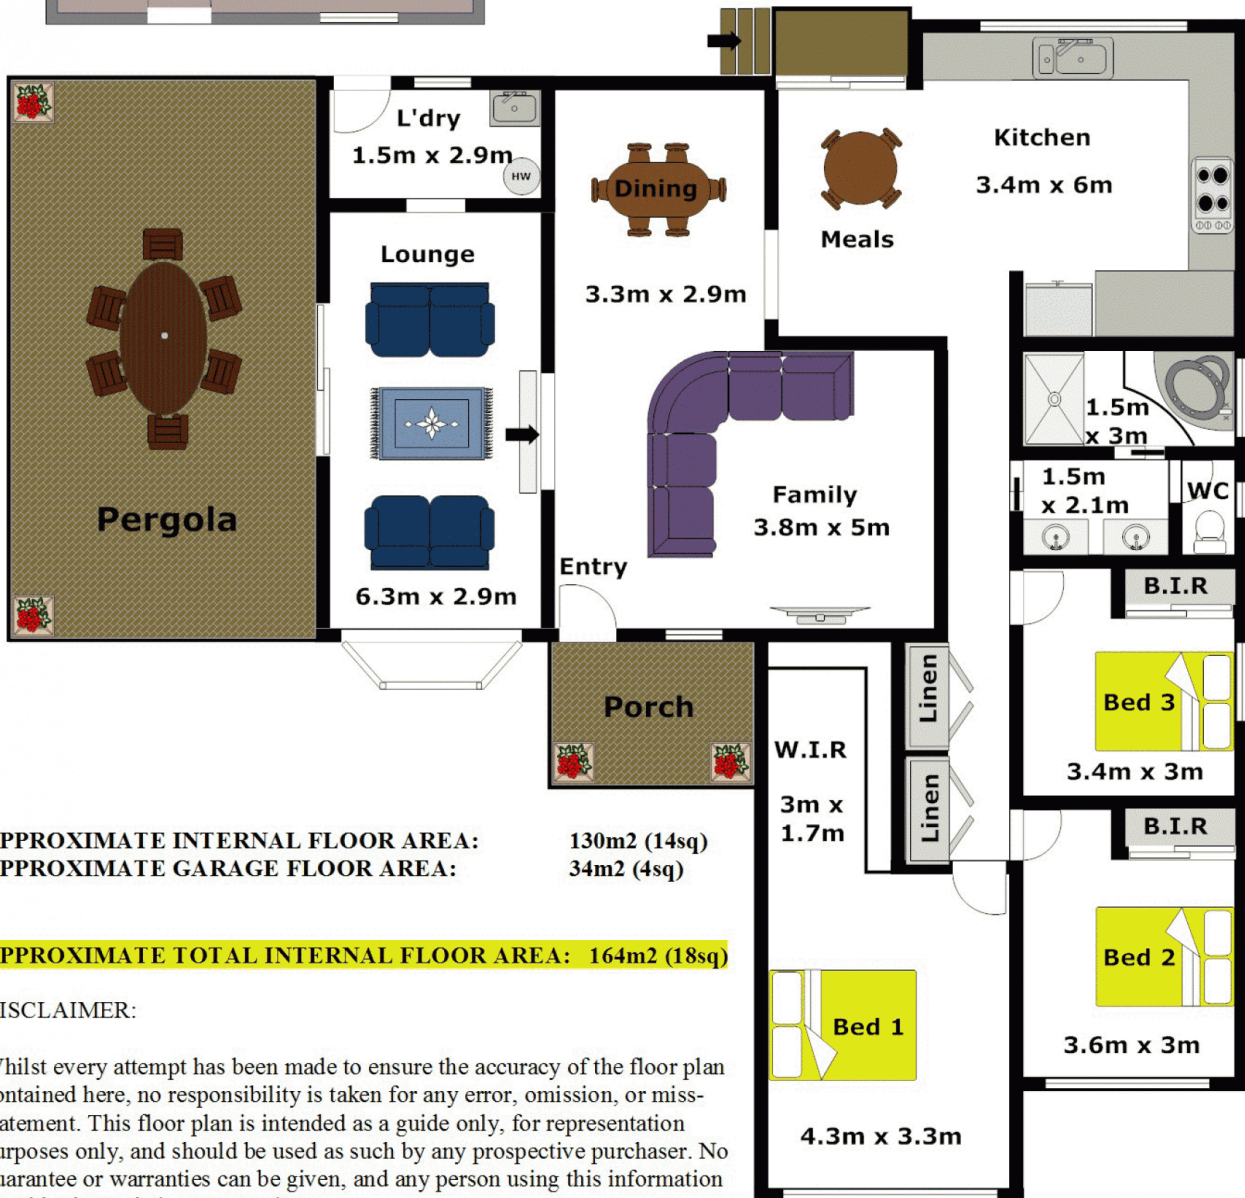 L'dry
1.5m x 2.9m
HW
Kitchen
3.4m x 6m
Meals
Dining
3.3m x 2.9m
Lounge
6.3m x 2.9m
Pergola
Family
3.8m x 5m
Entry
1.5m
x 3m
1.5m
x 2.1m
WC
B.I.R
Bed 3
3.4m x 3m
Linen
Linen
Porch
W.I.R
3m x
1.7m
B.I.R
Bed 2
3.6m x 3m
Bed 1
4.3m x 3.3m
PPROXIMATE INTERNAL FLOOR AREA: 130m2 (14sq)
PPROXIMATE GARAGE FLOOR AREA: 34m2 (4sq)
PPROXIMATE TOTAL INTERNAL FLOOR AREA: 164m2 (18sq)
ISCLAIMER:
hilst every attempt has been made to ensure the accuracy of the floor plan
ontained here, no responsibility is taken for any error, omission, or miss-
atement. This floor plan is intended as a guide only, for representation
urposes only, and should be used as such by any prospective purchaser. No
uarantee or warranties can be given, and any person using this information